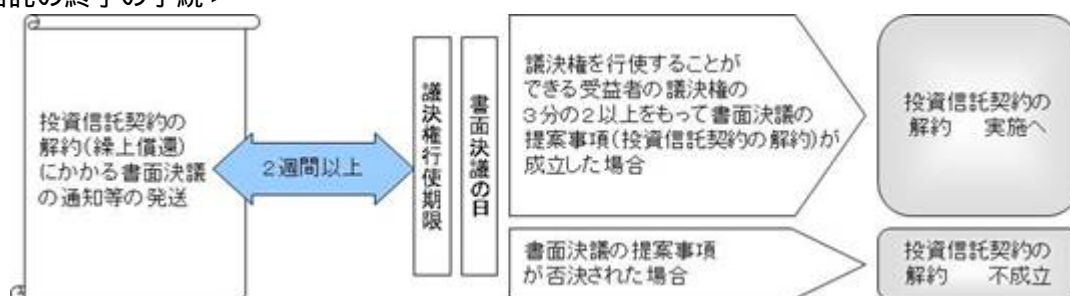 投資信託契約の
解約(繰上償還)
にかかる書面決議
の通知等の発送
2週間以上
議決権行使期限
書面決議の日
議決権を行使することが
できる受益者の議決権の
3分の2以上をもって書面決議の
提案事項(投資信託契約の解約)が
成立した場合
投資信託契約の
解約 実施へ
書面決議の提案事項
が否決された場合
投資信託契約の
解約 不成立